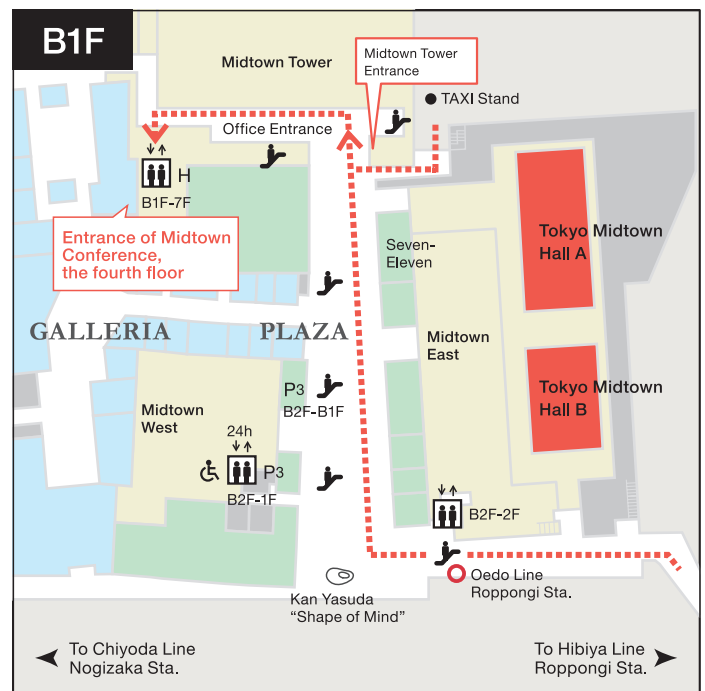 B1F
Midtown Tower
Midtown Tower
Entrance
TAXI Stand
Office Entrance
H
B1F-7F
Entrance of Midtown
Conference,
the fourth floor
Seven-
Eleven
Tokyo Midtown
Hall A
GALLERIA
PLAZA
Midtown
East
Tokyo Midtown
Hall B
P3
B2F-B1F
Midtown
West
24h
P3
B2F-1F
B2F-2F
Oedo Line
Roppongi Sta.
Kan Yasuda
“Shape of Mind”
To Chiyoda Line
Nogizaka Sta.
To Hibiya Line
Roppongi Sta.